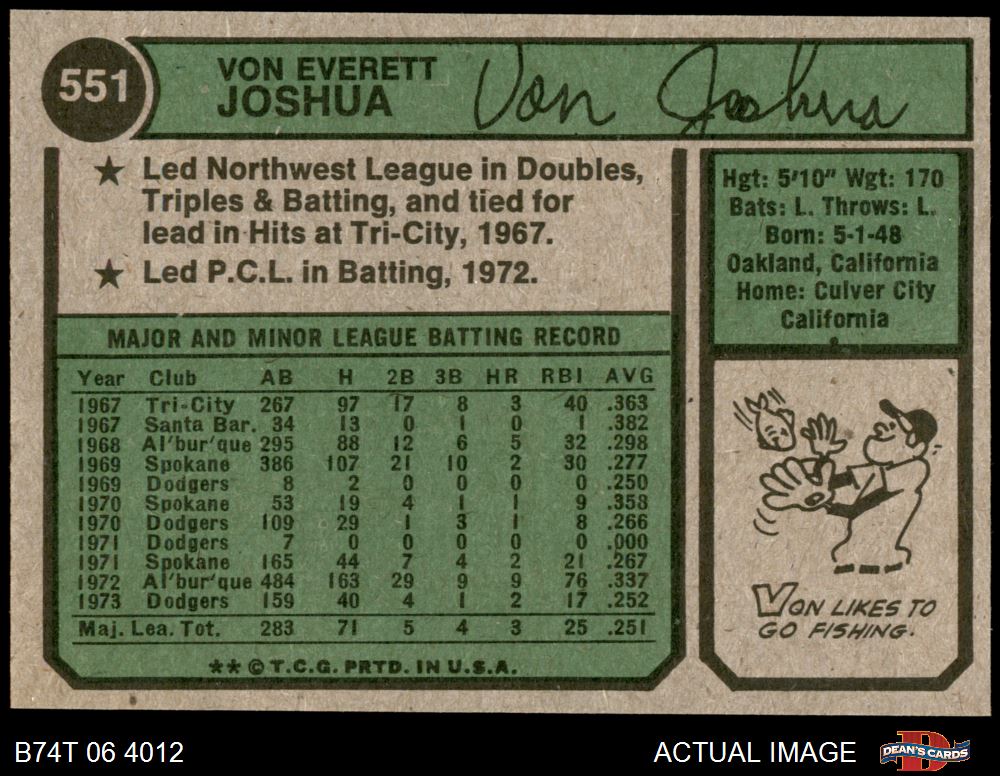 551
VON EVERETT
JOSHUA
Von Joshua
★ Led Northwest League in Doubles,
Triples & Batting, and tied for
lead in Hits at Tri-City, 1967.
★ Led P.C.L. in Batting, 1972.
Hgt: 5'10" Wgt: 170
Bats: L. Throws: L.
Born: 5-1-48
Oakland, California
Home: Culver City
California
MAJOR AND MINOR LEAGUE BATTING RECORD
Year Club AB H 2B 3B HR RBI AVG
1967 Tri-City 267 97 17 8 3 40 .363
1967 Santa Bar. 34 13 0 1 0 1 .382
1968 Al'bur'que 295 88 12 6 5 32 .298
1969 Spokane 386 107 21 10 2 30 .277
1969 Dodgers 8 2 0 0 0 0 .250
1970 Spokane 53 19 4 1 1 9 .358
1970 Dodgers 109 29 1 3 1 8 .266
1971 Dodgers 7 0 0 0 0 0 .000
1971 Spokane 165 44 7 4 2 21 .267
1972 Al'bur'que 484 163 29 9 9 76 .337
1973 Dodgers 159 40 4 1 2 17 .252
Maj. Lea. Tot. 283 71 5 4 3 25 .251
** © T.C.G. PRTD. IN U.S.A.
VON LIKES TO
GO FISHING.
B74T 06 4012
ACTUAL IMAGE
DEAN'S CARDS